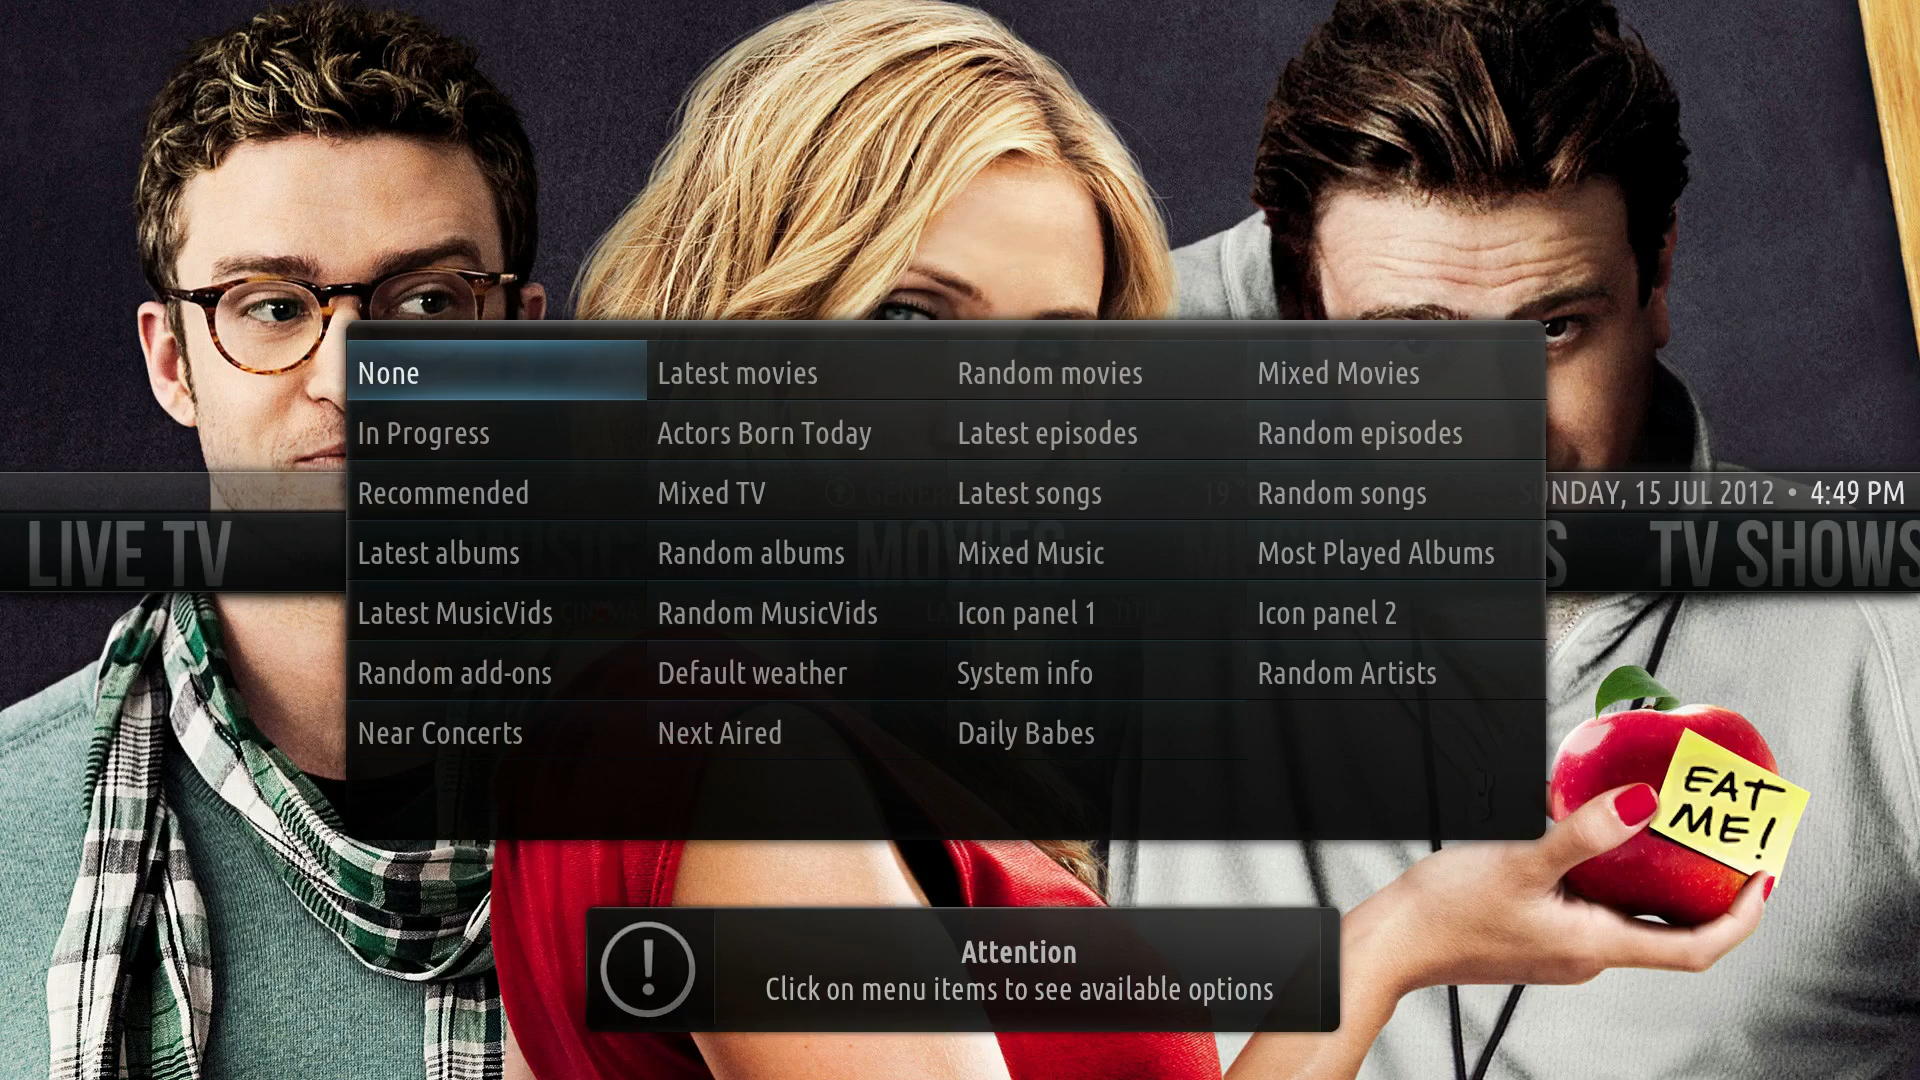 None Latest movies Random movies Mixed Movies
In Progress Actors Born Today Latest episodes Random episodes
Recommended Mixed TV Latest songs Random songs
SUNDAY, 15 JUL 2012 • 4:49 PM
LIVE TV
Latest albums Random albums Mixed Music Most Played Albums
MOVIES
TV SHOWS
Latest MusicVids Random MusicVids Icon panel 1 Icon panel 2
Random add-ons Default weather System info Random Artists
Near Concerts Next Aired Daily Babes
EAT
ME!
Attention
Click on menu items to see available options